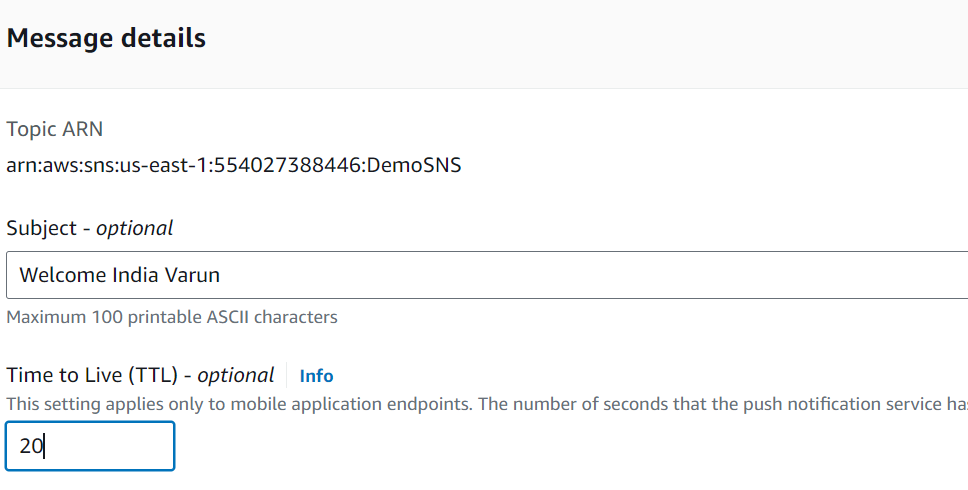 Message details
Topic ARN
arn:aws:sns:us-east-1:554027388446:DemoSNS
Subject - optional
Welcome India Varun
Maximum 100 printable ASCII characters
Time to Live (TTL) - optional Info
This setting applies only to mobile application endpoints. The number of seconds that the push notification service
20